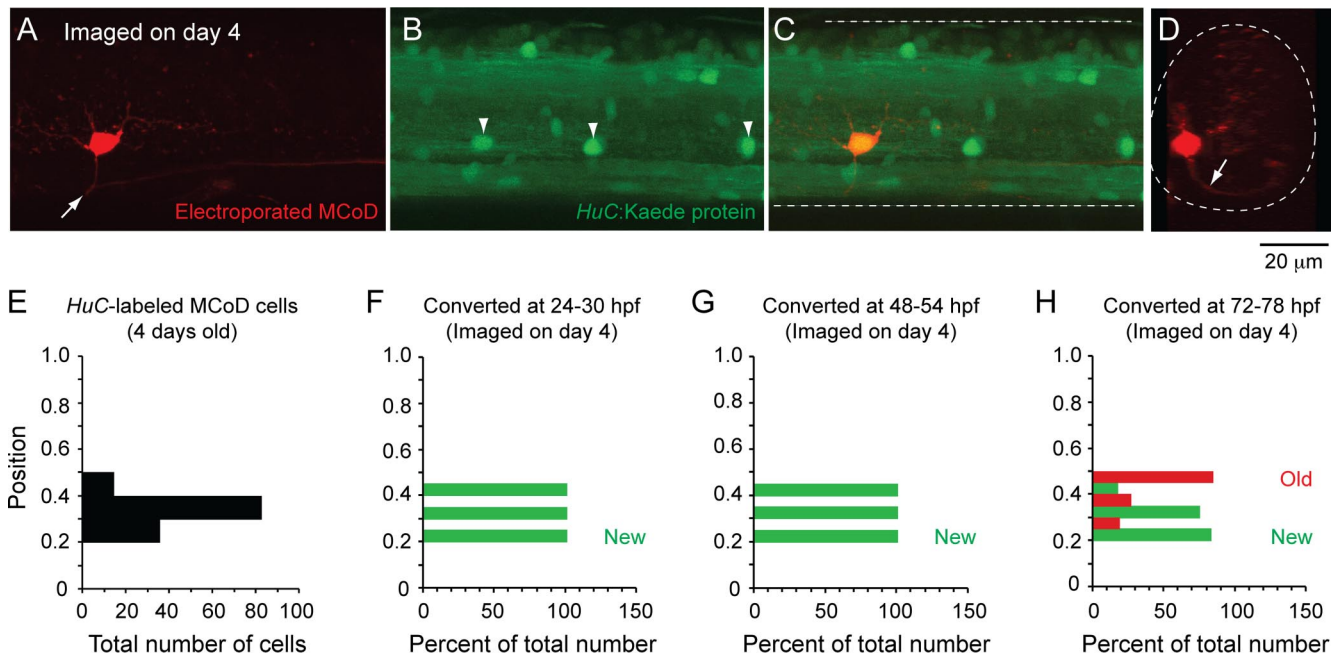 A Imaged on day 4
Electroporated MCoD
B
HuC:Kaede protein
C
D
20 μm
E HuC-labeled MCoD cells
(4 days old)
1.0
0.8
0.6
0.4
0.2
0
Position
0 20 40 60 80 100
Total number of cells
F Converted at 24-30 hpf
(Imaged on day 4)
1.0
0.8
0.6
0.4
0.2
0
New
0 50 100 150
Percent of total number
G Converted at 48-54 hpf
(Imaged on day 4)
1.0
0.8
0.6
0.4
0.2
0
New
0 50 100 150
Percent of total number
H Converted at 72-78 hpf
(Imaged on day 4)
1.0
0.8
0.6
0.4
0.2
0
Old
New
0 50 100 150
Percent of total number